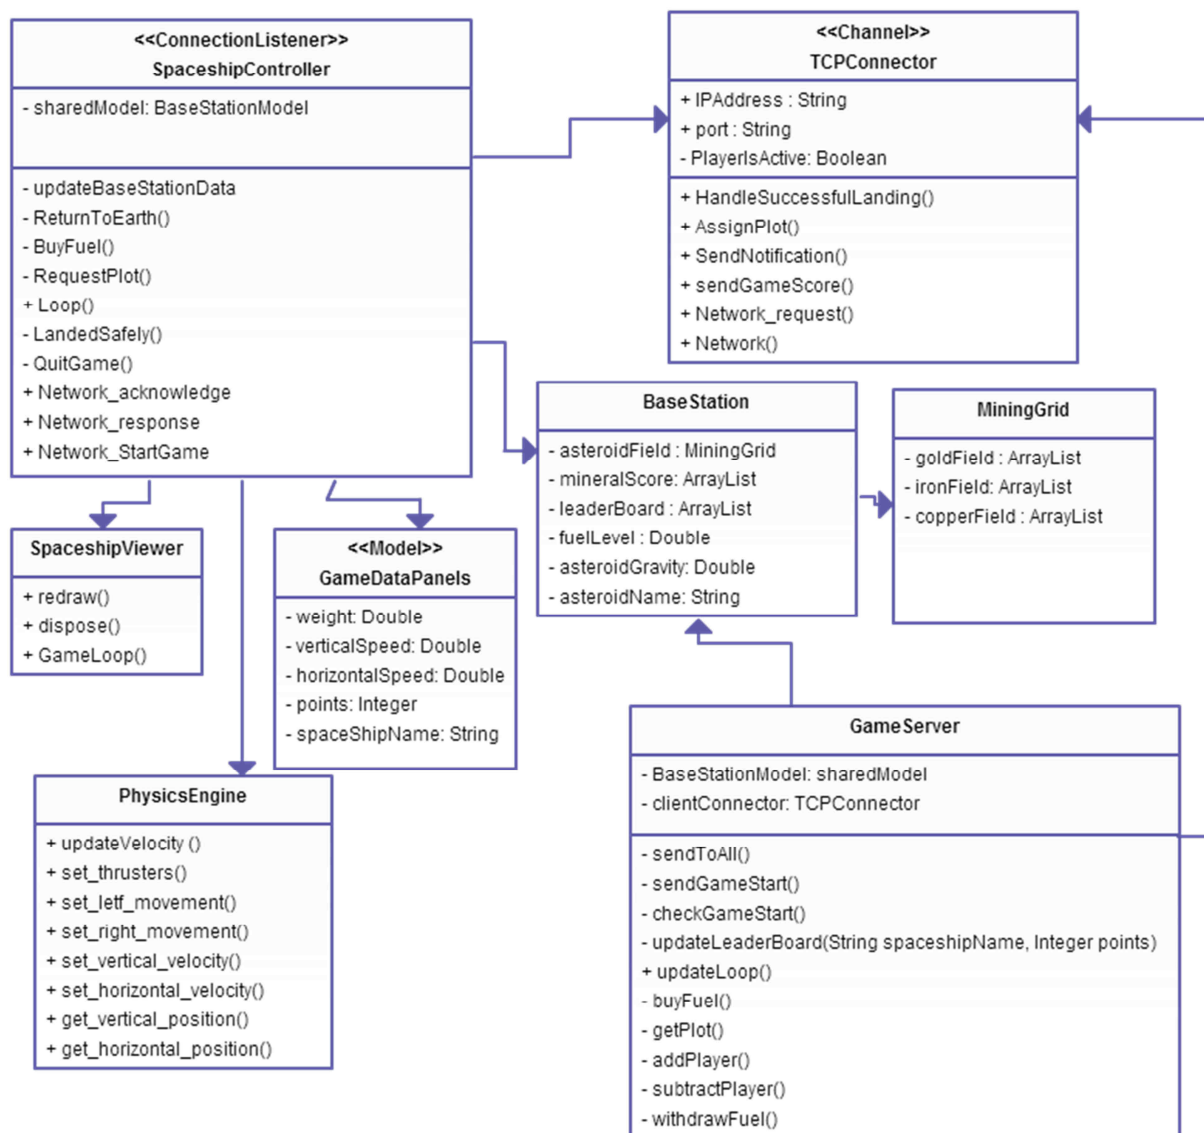 <<ConnectionListener>>
SpaceshipController
- sharedModel: BaseStationModel
- updateBaseStationData
- ReturnToEarth()
- BuyFuel()
- RequestPlot()
+ Loop()
- LandedSafely()
- QuitGame()
+ Network_acknowledge
+ Network_response
+ Network_StartGame
<<Channel>>
TCPConnector
+ IPAddress : String
+ port : String
- PlayerIsActive: Boolean
+ HandleSuccessfulLanding()
+ AssignPlot()
+ SendNotification()
+ sendGameScore()
+ Network_request()
+ Network()
BaseStation
- asteroidField : MiningGrid
- mineralScore: ArrayList
- leaderBoard : ArrayList
- fuelLevel : Double
- asteroidGravity: Double
- asteroidName: String
MiningGrid
- goldField : ArrayList
- ironField: ArrayList
- copperField : ArrayList
SpaceshipViewer
+ redraw()
+ dispose()
+ GameLoop()
<<Model>>
GameDataPanels
- weight: Double
- verticalSpeed: Double
- horizontalSpeed: Double
- points: Integer
- spaceShipName: String
PhysicsEngine
+ updateVelocity ()
+ set_thrusters()
+ set_letf_movement()
+ set_right_movement()
+ set_vertical_velocity()
+ set_horizontal_velocity()
+ get_vertical_position()
+ get_horizontal_position()
GameServer
- BaseStationModel: sharedModel
- clientConnector: TCPConnector
- sendToAll()
- sendGameStart()
- checkGameStart()
- updateLeaderBoard(String spaceshipName, Integer points)
+ updateLoop()
- buyFuel()
- getPlot()
- addPlayer()
- subtractPlayer()
- withdrawFuel()